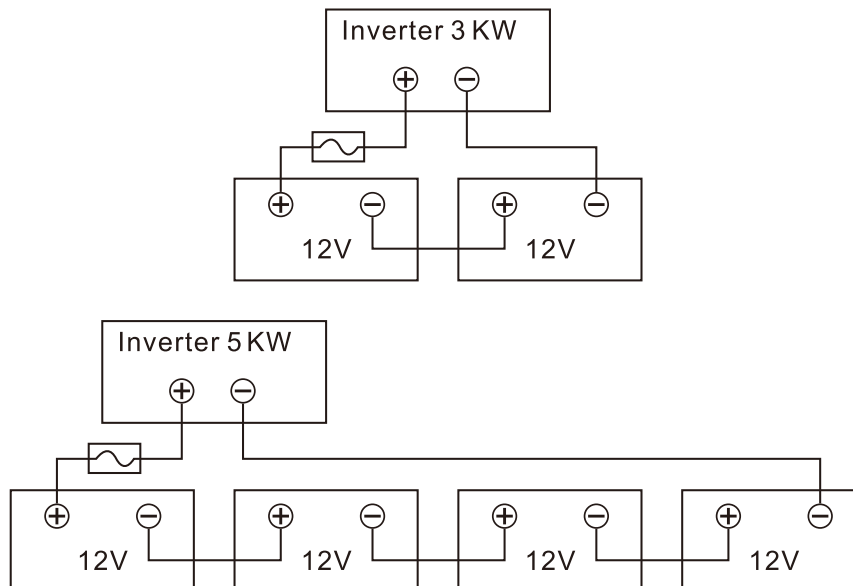 Inverter 3 KW
+ −
+ − + −
12V 12V
Inverter 5 KW
+ −
+ − + − + − + −
12V 12V 12V 12V